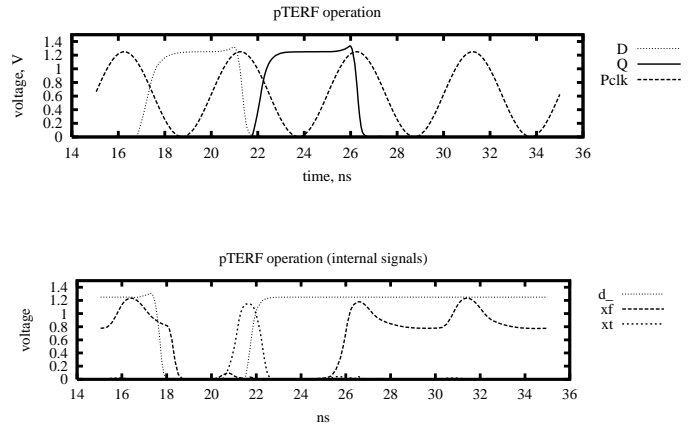 pTERF operation
1.4
1.2
1
0.8
0.6
0.4
0.2
0
voltage, V
14 16 18 20 22 24 26 28 30 32 34 36
time, ns
D
Q
Pclk
pTERF operation (internal signals)
1.4
1.2
1
0.8
0.6
0.4
0.2
0
voltage
14 16 18 20 22 24 26 28 30 32 34 36
ns
d_
xf
xt